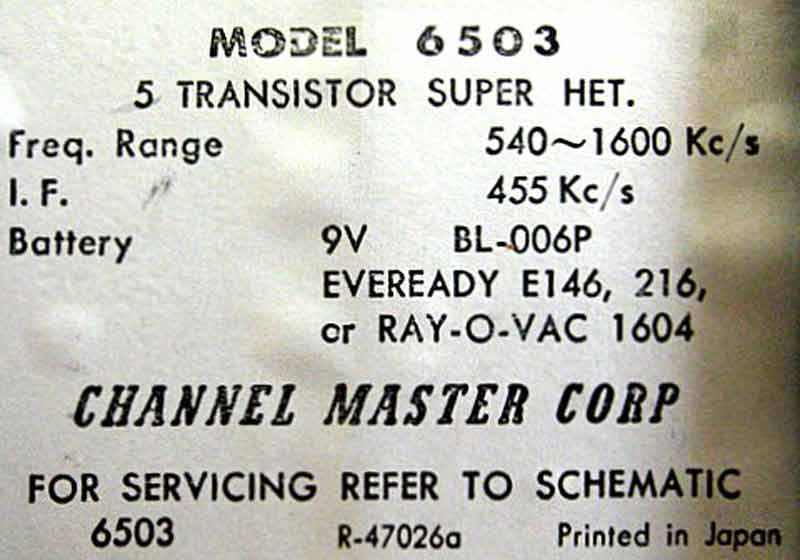 MODEL 6503
5 TRANSISTOR SUPER HET.
Freq. Range 540~1600 Kc/s
I. F. 455 Kc/s
Battery 9V BL-006P
EVEREADY E146, 216,
or RAY-O-VAC 1604
CHANNEL MASTER CORP
FOR SERVICING REFER TO SCHEMATIC
6503 R-47026a Printed in Japan